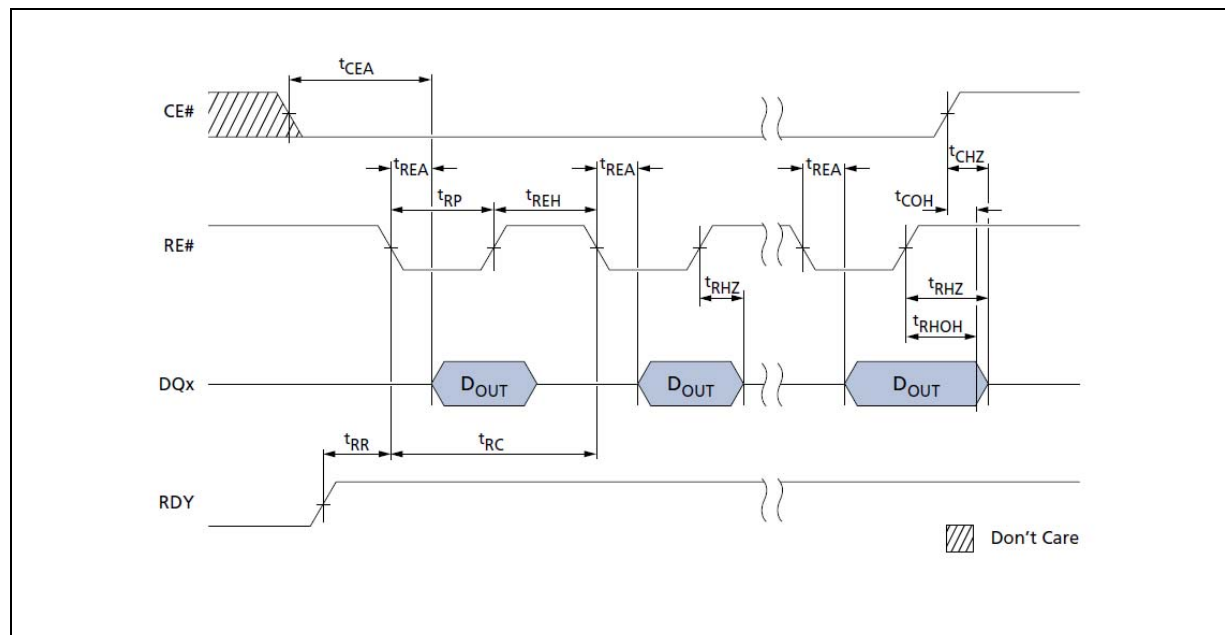 tCEA
CE#
tREA
tREA
tREA
tCHZ
tRP
tREH
tCOH
RE#
tRHZ
tRHZ
tRHOH
DQx
DOUT
DOUT
DOUT
tRR
tRC
RDY
Don't Care